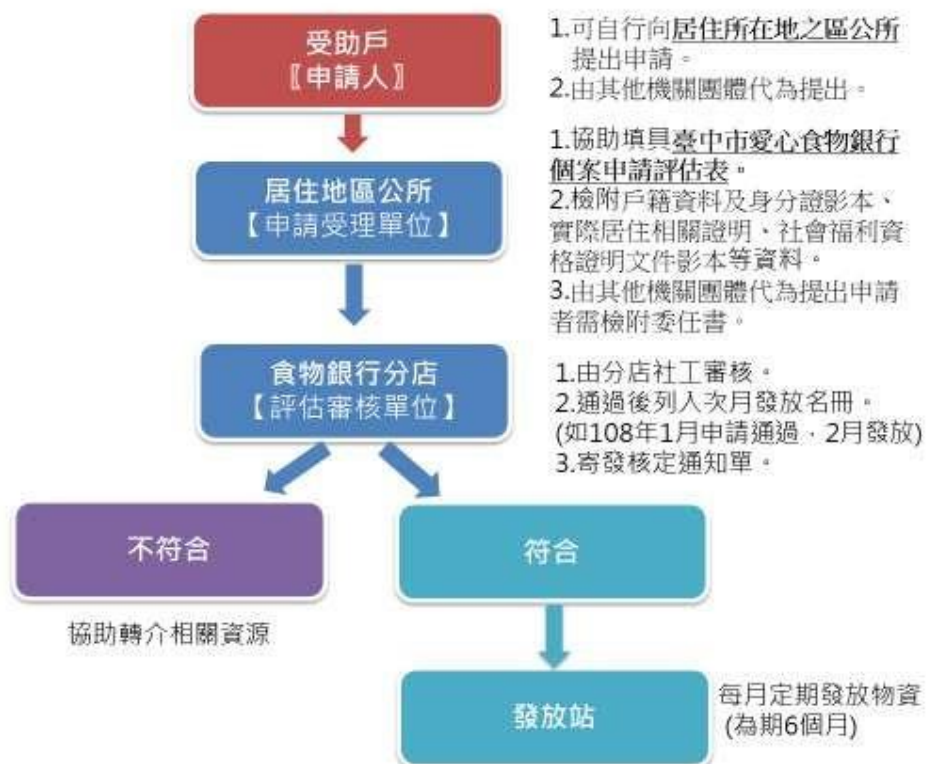 受助戶
〖申請人〗
1.可自行向居住所在地之區公所
提出申請。
2.由其他機關團體代為提出。
居住地區公所
【申請受理單位】
1.協助填具臺中市愛心食物銀行
個案申請評估表。
2.檢附戶籍資料及身分證影本、
實際居住相關證明、社會福利資
格證明文件影本等資料。
3.由其他機關團體代為提出申請
者需檢附委任書。
食物銀行分店
【評估審核單位】
1.由分店社工審核。
2.通過後列入次月發放名冊。
(如108年1月申請通過，2月發放)
3.寄發核定通知單。
不符合
協助轉介相關資源
符合
發放站
每月定期發放物資
(為期6個月)